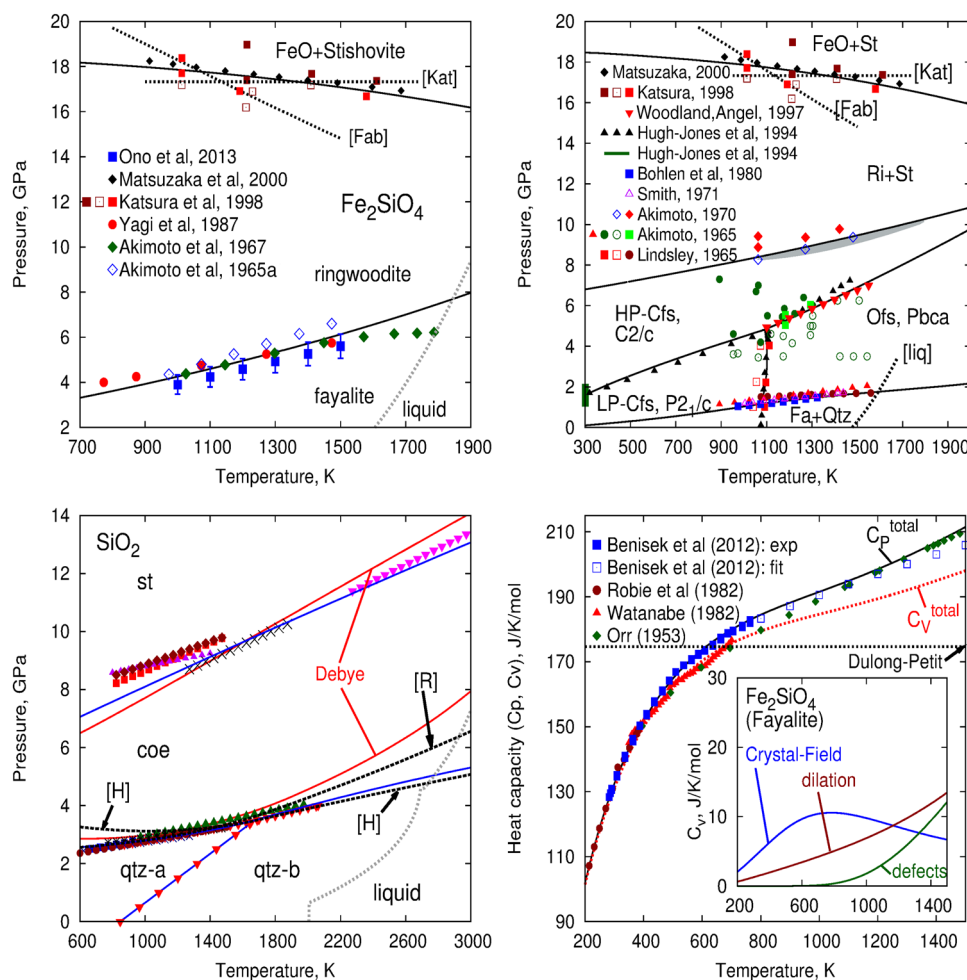 20
18
16
14
12
10
8
6
4
2
Pressure, GPa
FeO+Stishovite
[Kat]
[Fab]
Ono et al, 2013
Matsuzaka et al, 2000
Katsura et al, 1998
Yagi et al, 1987
Akimoto et al, 1967
Akimoto et al, 1965a
Fe2SiO4
ringwoodite
fayalite
liquid
700 900 1100 1300 1500 1700 1900
Temperature, K
20
18
16
14
12
10
8
6
4
2
0
Pressure, GPa
FeO+St
[Kat]
[Fab]
Matsuzaka, 2000
Katsura, 1998
Woodland,Angel, 1997
Hugh-Jones et al, 1994
Hugh-Jones et al, 1994
Bohlen et al, 1980
Smith, 1971
Akimoto, 1970
Akimoto, 1965
Lindsley, 1965
Ri+St
HP-Cfs,
C2/c
Ofs, Pbca
[liq]
LP-Cfs, P21/c
Fa+Qtz
300 500 700 900 1100 1300 1500 1700 1900
Temperature, K
14
12
10
8
6
4
2
0
Pressure, GPa
SiO2
st
Debye
[R]
coe
[H]
[H]
qtz-a
qtz-b
liquid
600 1000 1400 1800 2200 2600 3000
Temperature, K
210
190
170
150
130
110
90
Heat capacity (Cp, Cv), J/K/mol
Benisek et al (2012): exp
Benisek et al (2012): fit
Robie et al (1982)
Watanabe (1982)
Orr (1953)
CP total
CV total
Dulong-Petit
30
20
10
0
CV, J/K/mol
Fe2SiO4
(Fayalite)
Crystal-Field
dilation
defects
200 600 1000 1400
200 400 600 800 1000 1200 1400
Temperature, K